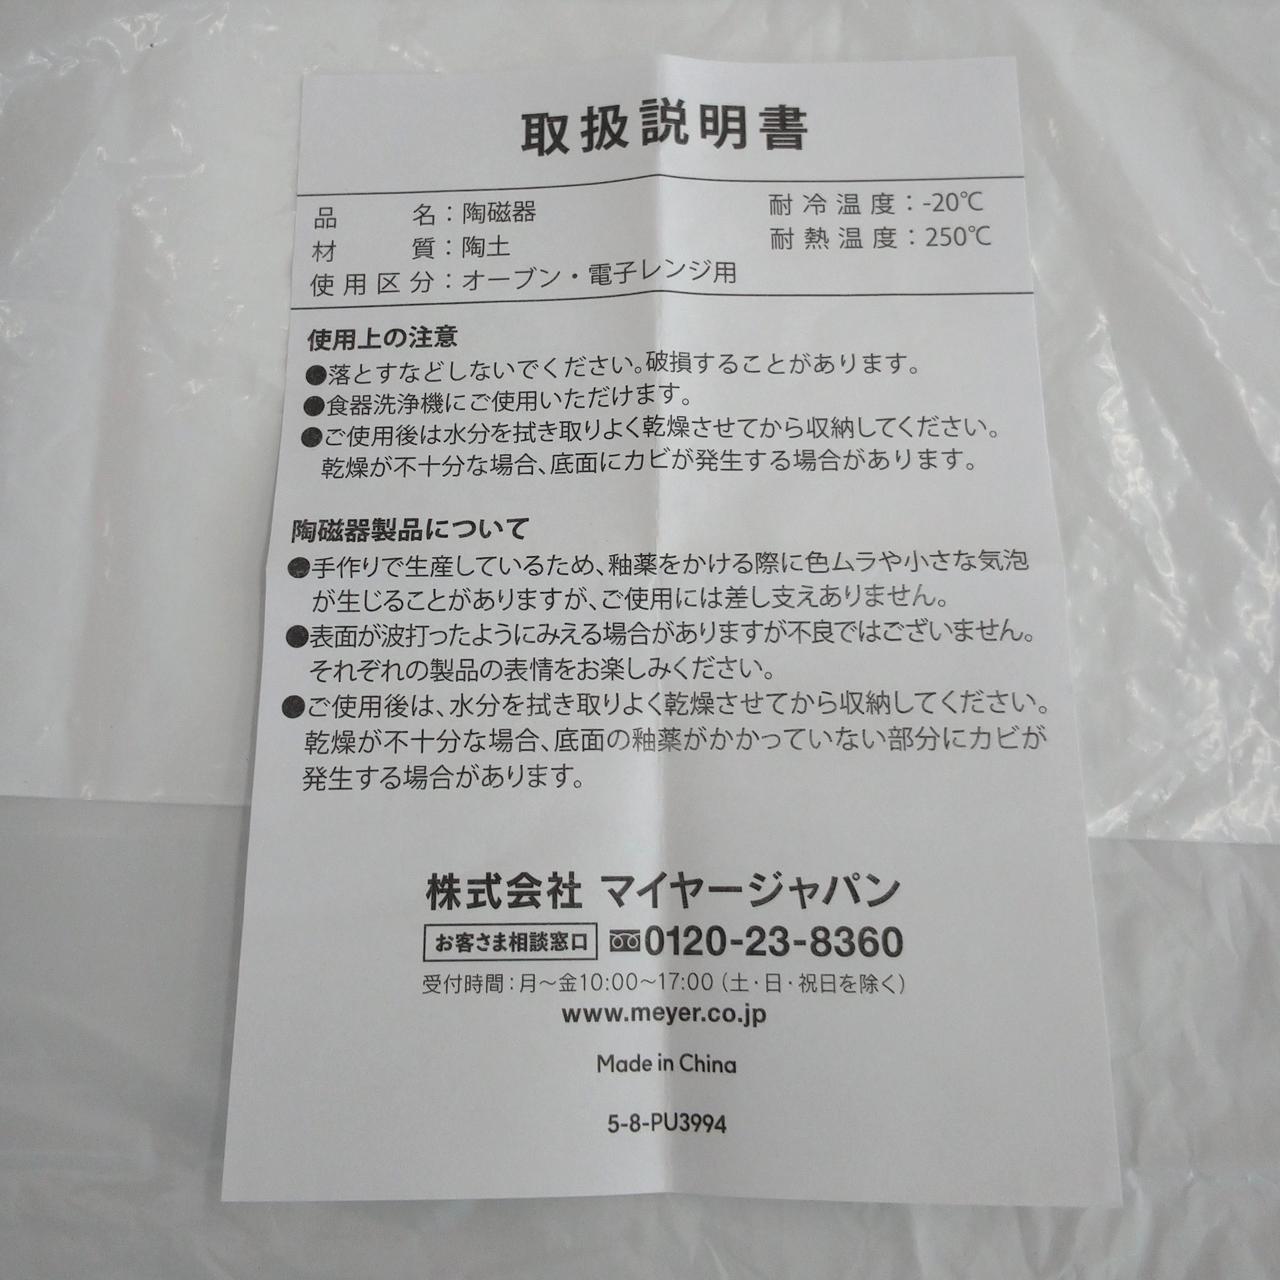 取扱説明書
品名：陶磁器
材質：陶土
使用区分：オーブン・電子レンジ用
耐冷温度：-20℃
耐熱温度：250℃
使用上の注意
●落とすなどしないでください。破損することがあります。
●食器洗浄機にご使用いただけます。
●ご使用後は水分を拭き取りよく乾燥させてから収納してください。
乾燥が不十分な場合、底面にカビが発生する場合があります。
陶磁器製品について
●手作りで生産しているため、釉薬をかける際に色ムラや小さな気泡
が生じることがありますが、ご使用には差し支えありません。
●表面が波打ったようにみえる場合がありますが不良ではございません。
それぞれの製品の表情をお楽しみください。
●ご使用後は、水分を拭き取りよく乾燥させてから収納してください。
乾燥が不十分な場合、底面の釉薬がかかっていない部分にカビが
発生する場合があります。
株式会社 マイヤージャパン
お客さま相談窓口 0120-23-8360
受付時間：月～金10:00～17:00（土・日・祝日を除く）
www.meyer.co.jp
Made in China
5-8-PU3994